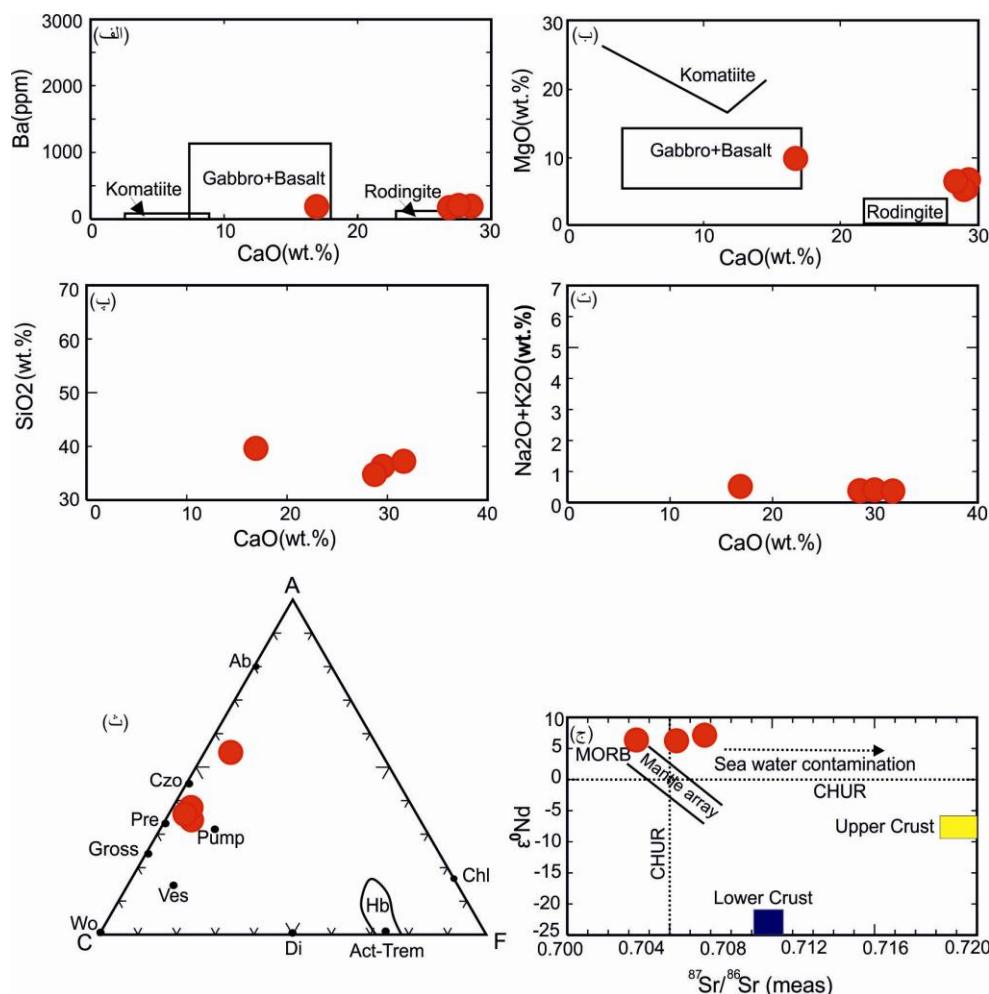 (الف)
3000
2000
1000
0
Ba(ppm)
Komatiite
Gabbro+Basalt
Rodingite
0 10 20 30
CaO(wt.%)
(ب)
30
20
10
0
MgO(wt.%)
Komatiite
Gabbro+Basalt
Rodingite
0 10 20 30
CaO(wt.%)
(پ)
70
60
50
40
30
SiO2(wt.%)
0 10 20 30 40
CaO(wt.%)
(ت)
7
6
5
4
3
2
1
0
Na2O+K2O(wt.%)
0 10 20 30 40
CaO(wt.%)
(ث)
A
Ab
Czo
Pre
Pump
Gross
Ves
Chl
Wo
Hb
C
Di
Act-Trem
F
(ج)
10
5
0
-5
-10
-15
-20
-25
ε⁰Nd
MORB
Mantle array
Sea water contamination
CHUR
CHUR
Upper Crust
Lower Crust
0.700 0.704 0.708 0.712 0.716 0.720
⁸⁷Sr/⁸⁶Sr (meas)